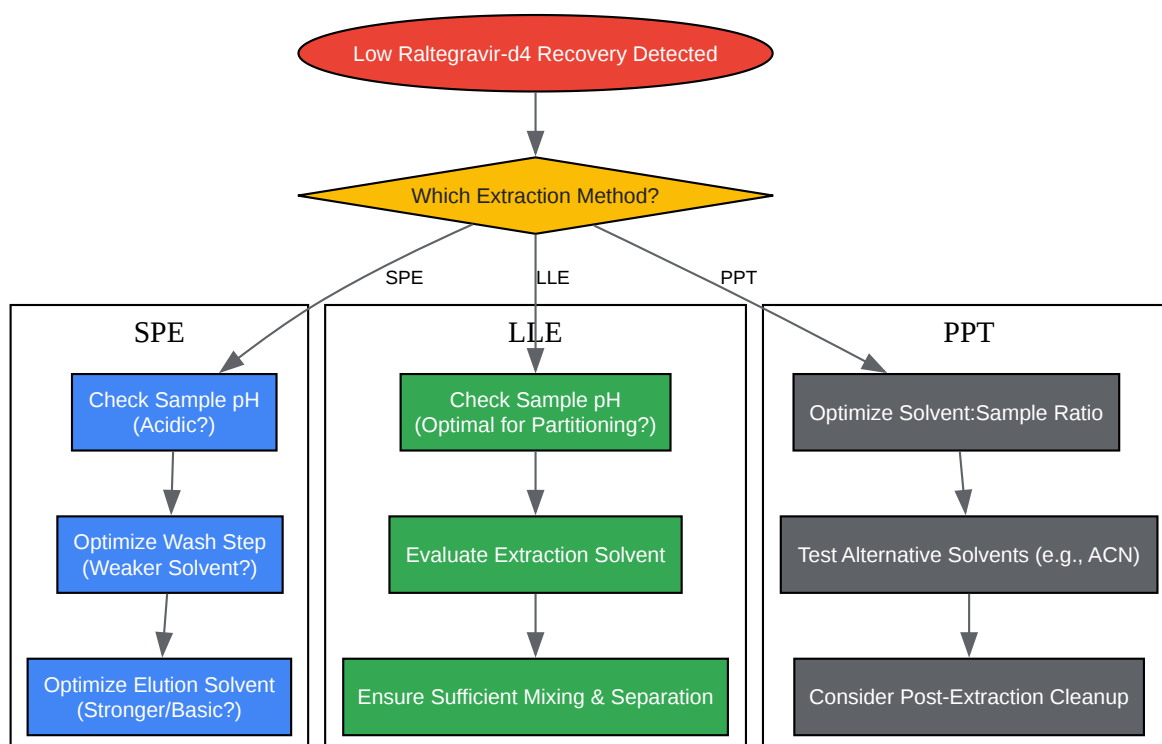 Low Raltegravir-d4 Recovery Detected
Which Extraction Method?
SPE
LLE
PPT
SPE
Check Sample pH
(Acidic?)
Optimize Wash Step
(Weaker Solvent?)
Optimize Elution Solvent
(Stronger/Basic?)
LLE
Check Sample pH
(Optimal for Partitioning?)
Evaluate Extraction Solvent
Ensure Sufficient Mixing & Separation
PPT
Optimize Solvent:Sample Ratio
Test Alternative Solvents (e.g., ACN)
Consider Post-Extraction Cleanup